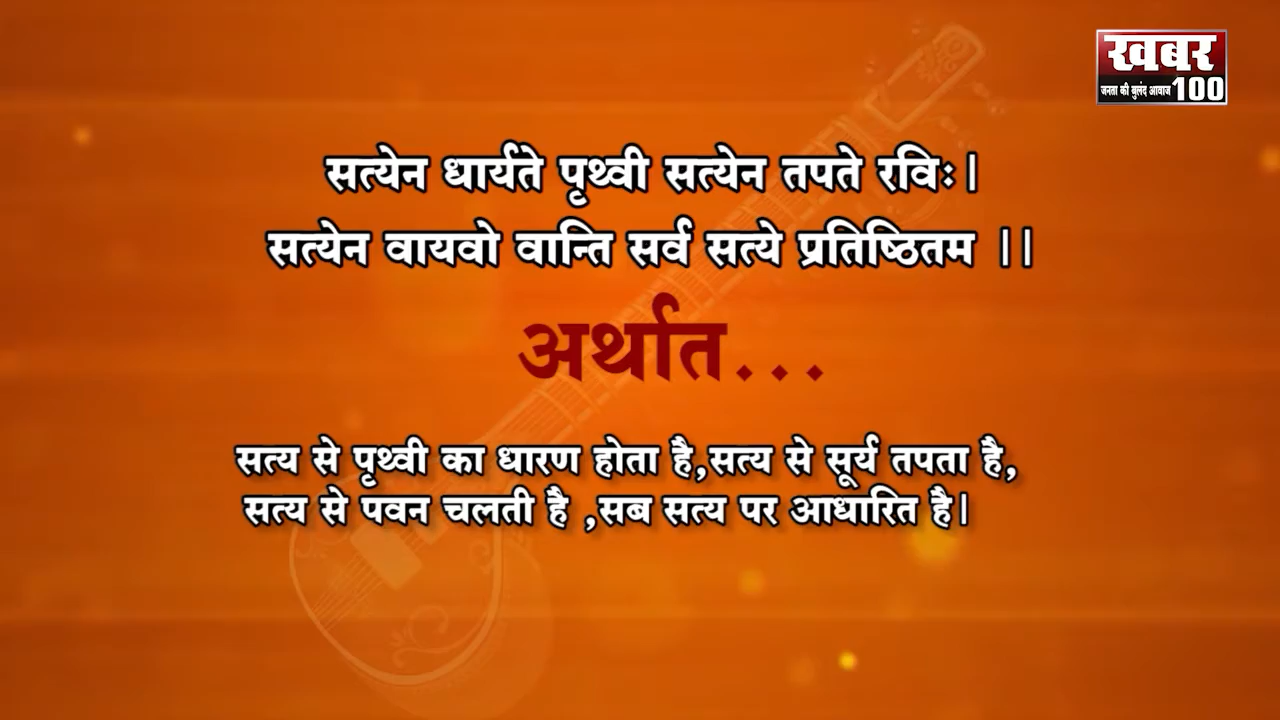 खबर
जनता की बुलंद आवाज 100
सत्येन धार्यते पृथ्वी सत्येन तपते रविः।
सत्येन वायवो वान्ति सर्व सत्ये प्रतिष्ठितम ।।
अर्थात...
सत्य से पृथ्वी का धारण होता है,सत्य से सूर्य तपता है,
सत्य से पवन चलती है ,सब सत्य पर आधारित है।